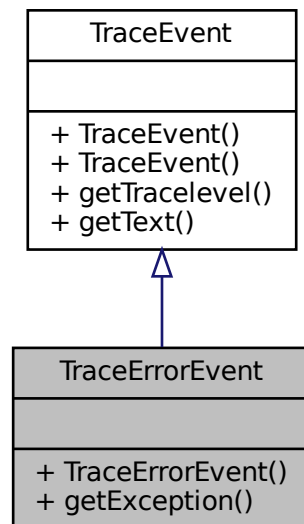 TraceEvent
+ TraceEvent()
+ TraceEvent()
+ getTracelevel()
+ getText()
TraceErrorEvent
+ TraceErrorEvent()
+ getException()